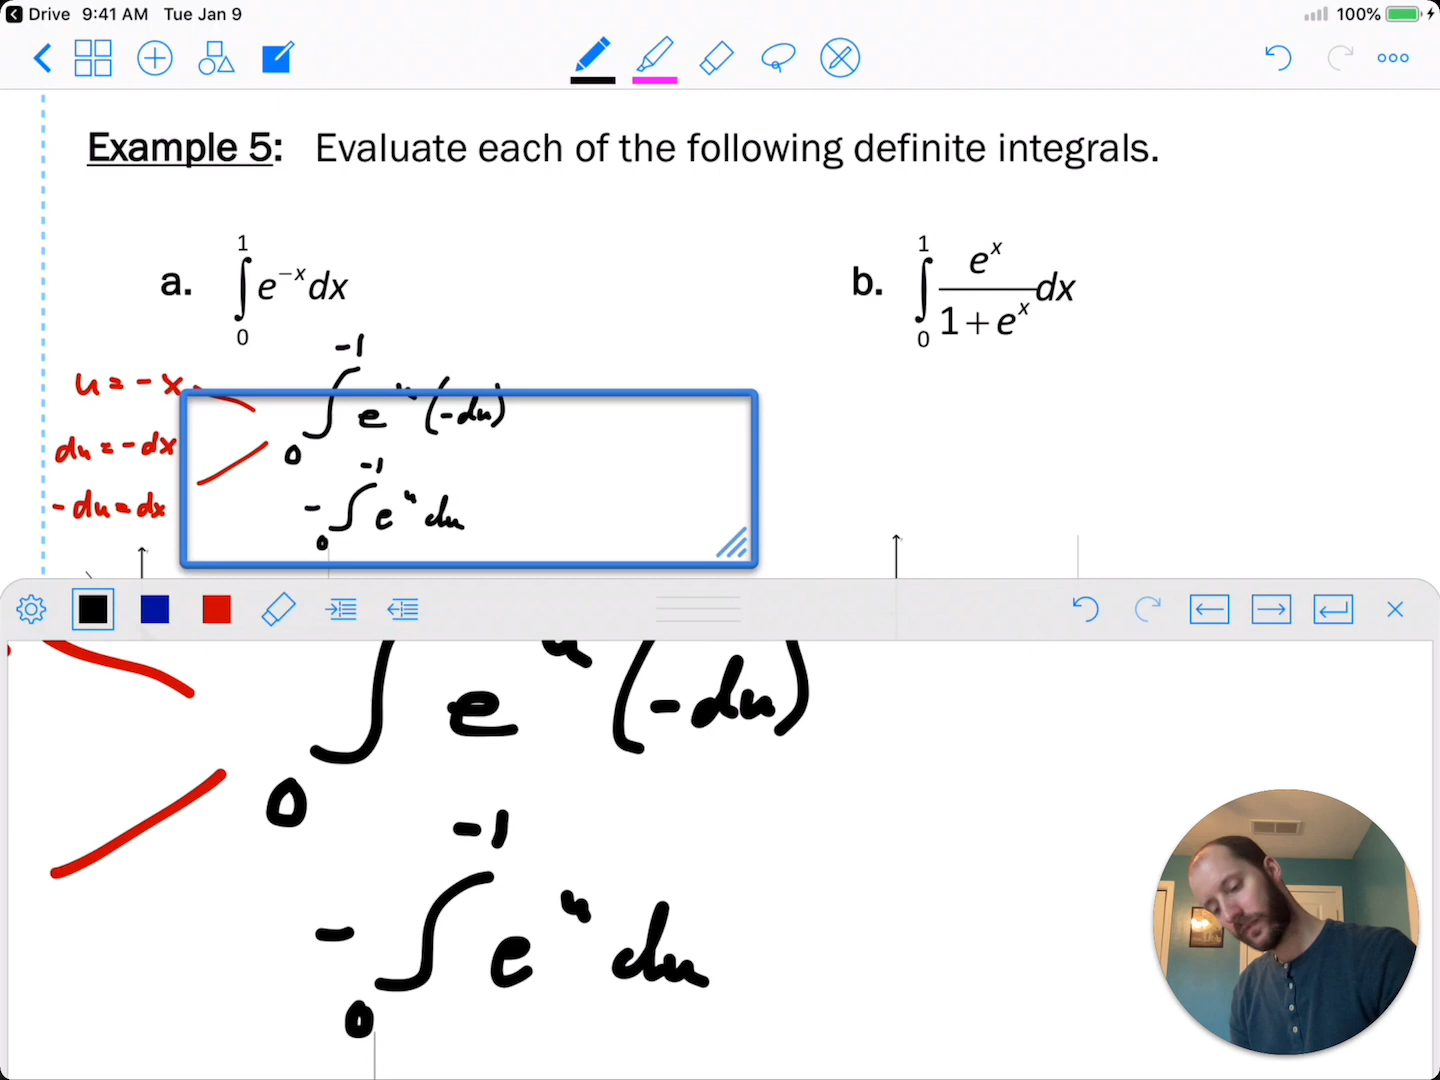 Drive 9:41 AM Tue Jan 9 100%
Example 5: Evaluate each of the following definite integrals.
a. ∫₀¹ e⁻ˣ dx
b. ∫₀¹ eˣ/(1+eˣ) dx
u = -x
du = -dx
-du = dx
∫₀⁻¹ eᵘ (-du)
-∫₀⁻¹ eᵘ du
∫ eᵘ (-du)
0
-∫₀⁻¹ eᵘ du